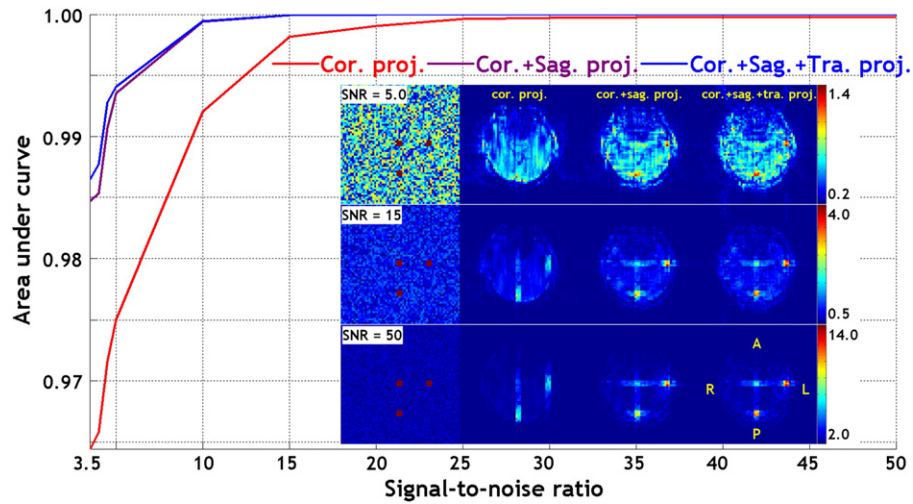 1.00
0.99
0.98
0.97
Area under curve
Cor. proj. Cor.+Sag. proj. Cor.+Sag.+Tra. proj.
SNR = 5.0 cor. proj. cor.+sag. proj. cor.+sag.+tra. proj. 1.4
0.2
SNR = 15 4.0
0.5
SNR = 50 14.0
A
R L
P
2.0
3.5 10 15 20 25 30 35 40 45 50
Signal-to-noise ratio